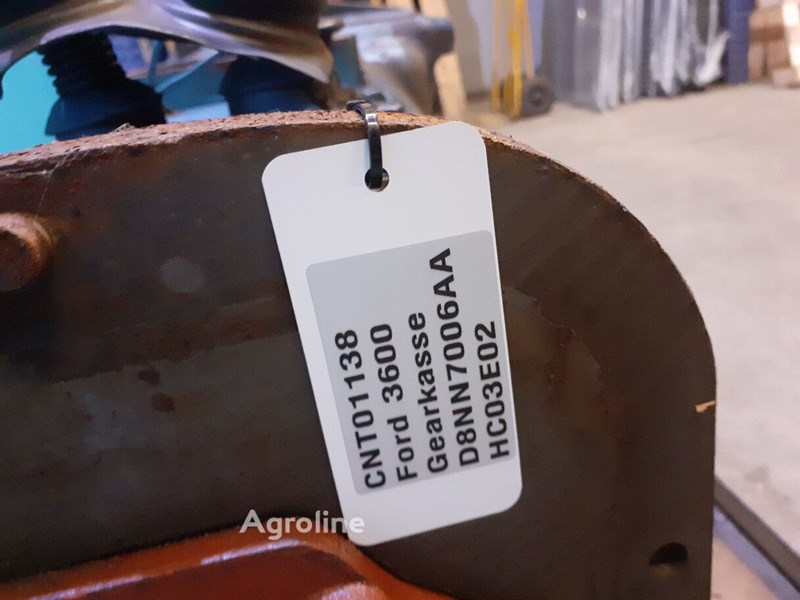 CNT01138
Ford 3600
Gearkasse
D8NN7006AA
HC03E02
Agroline